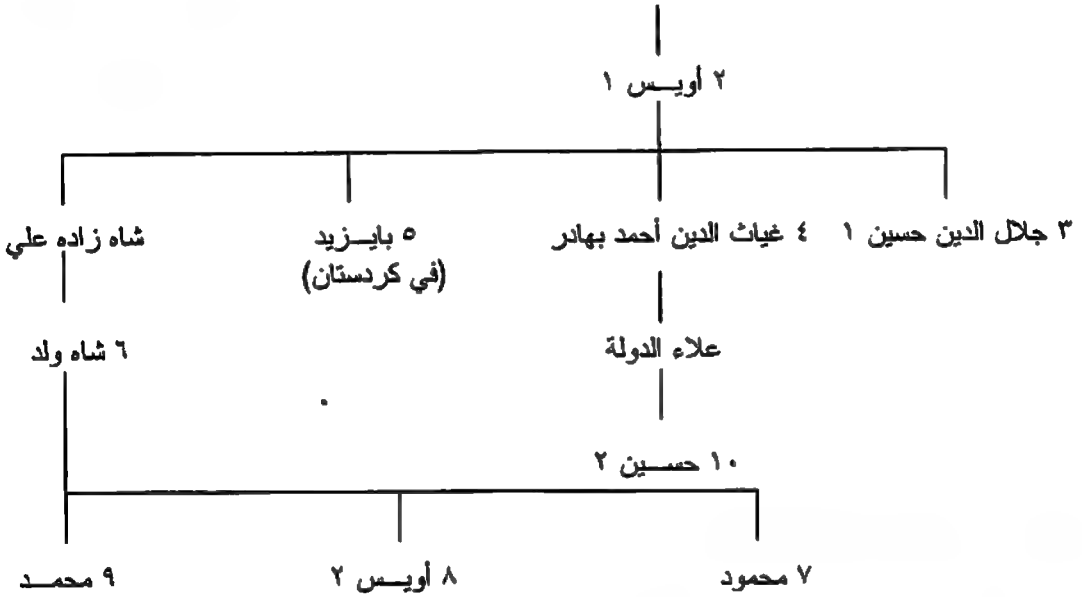 ٢ أويس ١
٣ جلال الدين حسين ١
٤ غياث الدين أحمد بهادر
٥ بايزيد
(في كردستان)
شاه زاده علي
علاء الدولة
٦ شاه ولد
١٠ حسين ٢
٧ محمود
٨ أويس ٢
٩ محمد